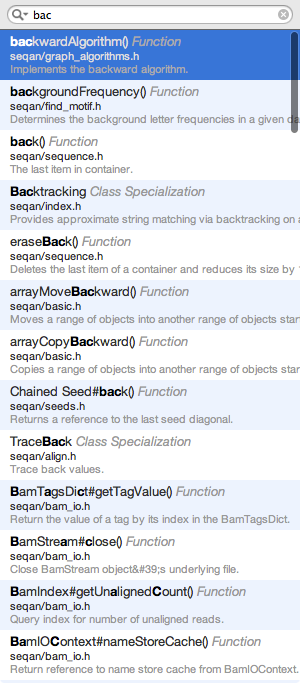 bac
backwardAlgorithm() Function
seqan/graph_algorithms.h
Implements the backward algorithm.
backgroundFrequency() Function
seqan/find_motif.h
Determines the background letter frequencies in a given da
back() Function
seqan/sequence.h
The last item in container.
Backtracking Class Specialization
seqan/index.h
Provides approximate string matching via backtracking on a
eraseBack() Function
seqan/sequence.h
Deletes the last item of a container and reduces its size by
arrayMoveBackward() Function
seqan/basic.h
Moves a range of objects into another range of objects star
arrayCopyBackward() Function
seqan/basic.h
Copies a range of objects into another range of objects star
Chained Seed#back() Function
seqan/seeds.h
Returns a reference to the last seed diagonal.
TraceBack Class Specialization
seqan/align.h
Trace back values.
BamTagsDict#getTagValue() Function
seqan/bam_io.h
Return the value of a tag by its index in the BamTagsDict.
BamStream#close() Function
seqan/bam_io.h
Close BamStream object&#39;s underlying file.
BamIndex#getUnalignedCount() Function
seqan/bam_io.h
Query index for number of unaligned reads.
BamIOContext#nameStoreCache() Function
seqan/bam_io.h
Return reference to name store cache from BamIOContext.